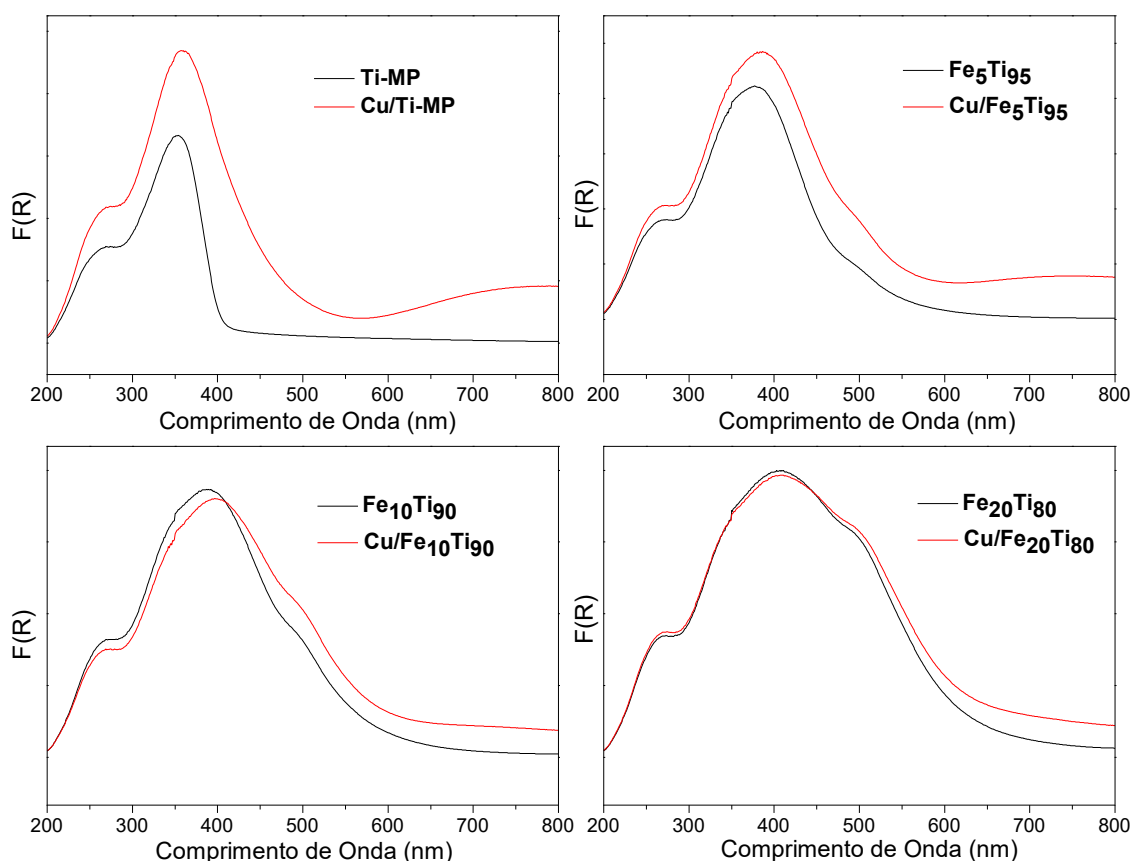 F(R)
Ti-MP
Cu/Ti-MP
200 300 400 500 600 700 800
Comprimento de Onda (nm)
F(R)
Fe5Ti95
Cu/Fe5Ti95
200 300 400 500 600 700 800
Comprimento de Onda (nm)
F(R)
Fe10Ti90
Cu/Fe10Ti90
200 300 400 500 600 700 800
Comprimento de Onda (nm)
F(R)
Fe20Ti80
Cu/Fe20Ti80
200 300 400 500 600 700 800
Comprimento de Onda (nm)